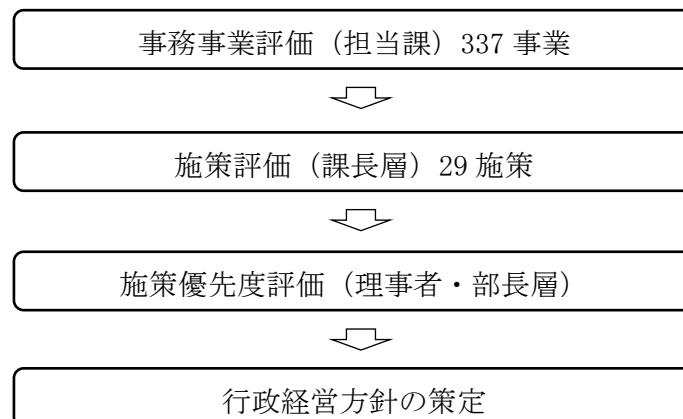 事務事業評価（担当課）337 事業
施策評価（課長層）29 施策
施策優先度評価（理事者・部長層）
行政経営方針の策定